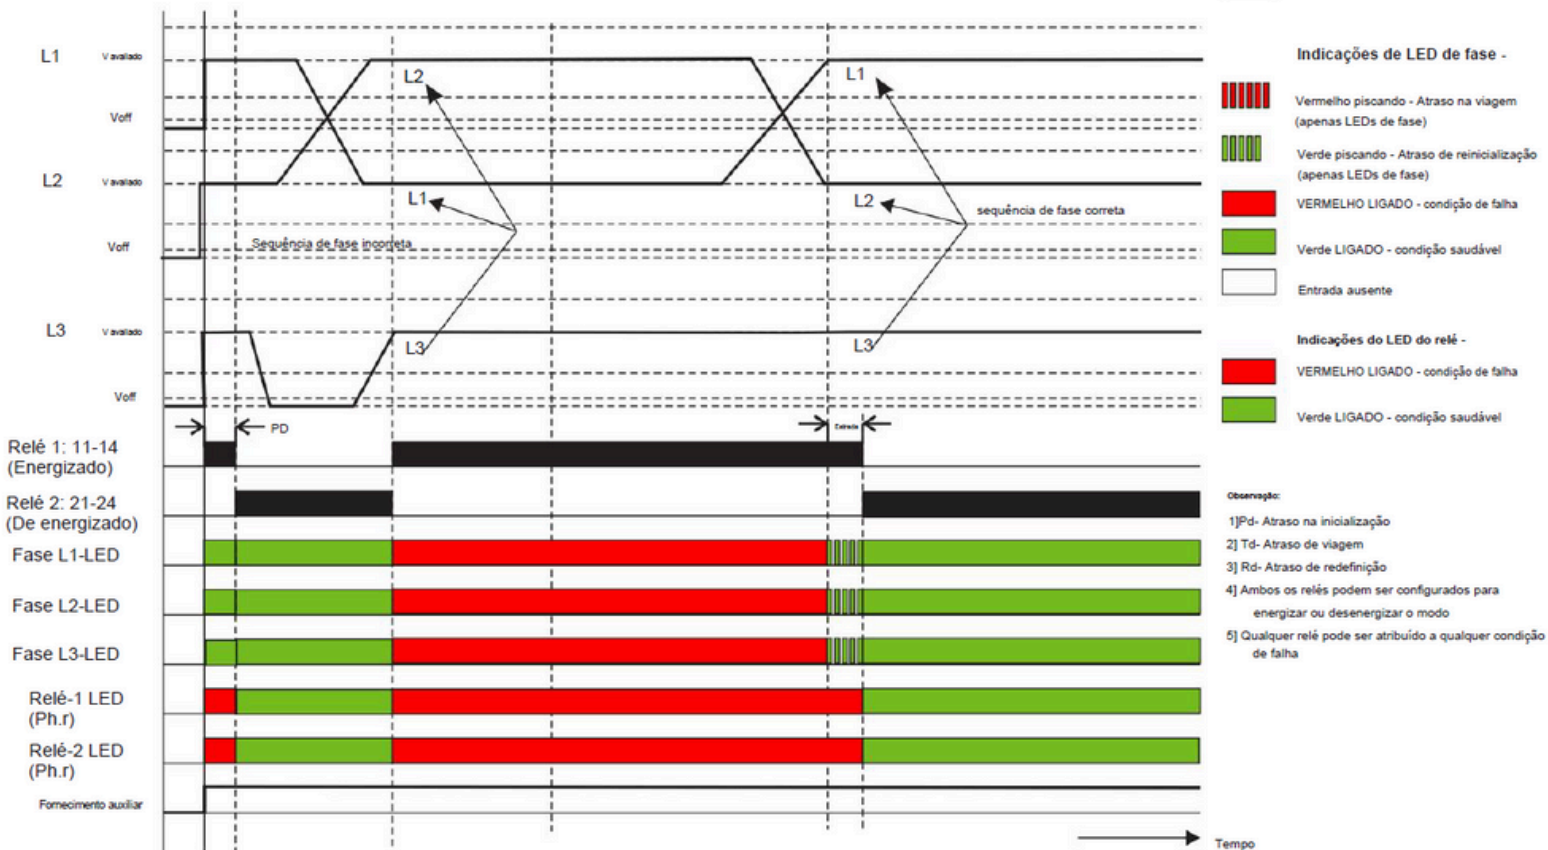 L1
V avaliado
Voff
L2
V avaliado
Voff
L3
V avaliado
Voff
L2
L1
L3
Sequência de fase incorreta
L1
L2
L3
sequência de fase correta
PD
Entrada
Relé 1: 11-14
(Energizado)
Relé 2: 21-24
(De energizado)
Fase L1-LED
Fase L2-LED
Fase L3-LED
Relé-1 LED
(Ph.r)
Relé-2 LED
(Ph.r)
Fornecimento auxiliar
Tempo
Indicações de LED de fase -
Vermelho piscando - Atraso na viagem
(apenas LEDs de fase)
Verde piscando - Atraso de reinicialização
(apenas LEDs de fase)
VERMELHO LIGADO - condição de falha
Verde LIGADO - condição saudável
Entrada ausente
Indicações do LED do relé -
VERMELHO LIGADO - condição de falha
Verde LIGADO - condição saudável
Observação:
1]Pd- Atraso na inicialização
2] Td- Atraso de viagem
3] Rd- Atraso de redefinição
4] Ambos os relés podem ser configurados para
energizar ou desenergizar o modo
5] Qualquer relé pode ser atribuído a qualquer condição
de falha